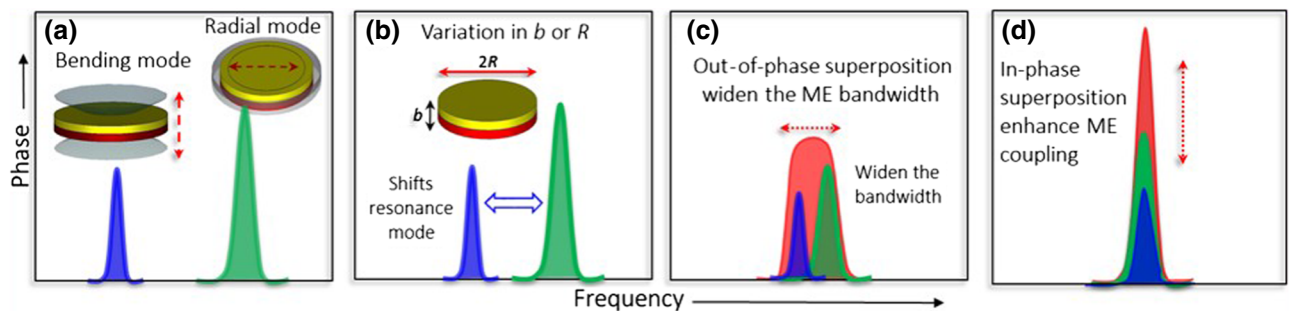 (a)
Radial mode
Bending mode
Phase
(b)
Variation in b or R
2R
b
Shifts
resonance
mode
(c)
Out-of-phase superposition
widen the ME bandwidth
Widen the
bandwidth
(d)
In-phase
superposition
enhance ME
coupling
Frequency